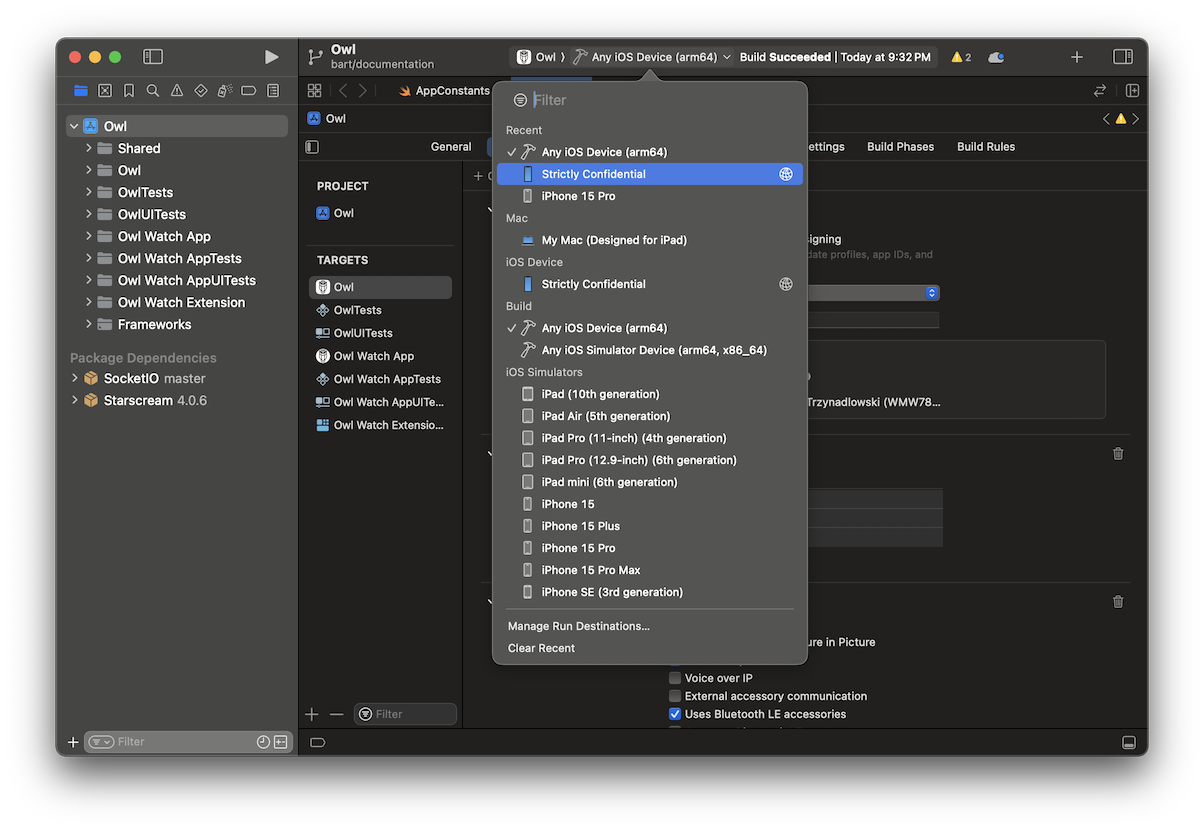 Owl
bart/documentation
Owl
Any iOS Device (arm64)
Build Succeeded | Today at 9:32 PM
2
AppConstants
Owl
General
ettings
Build Phases
Build Rules
Owl
Shared
Owl
OwlTests
OwlUITests
Owl Watch App
Owl Watch AppTests
Owl Watch AppUITests
Owl Watch Extension
Frameworks
Package Dependencies
SocketIO master
Starscream 4.0.6
Filter
PROJECT
Owl
TARGETS
Owl
OwlTests
OwlUITests
Owl Watch App
Owl Watch AppTests
Owl Watch AppUITe...
Owl Watch Extensio...
Filter
Filter
Recent
Any iOS Device (arm64)
Strictly Confidential
iPhone 15 Pro
Mac
My Mac (Designed for iPad)
iOS Device
Strictly Confidential
Build
Any iOS Device (arm64)
Any iOS Simulator Device (arm64, x86_64)
iOS Simulators
iPad (10th generation)
iPad Air (5th generation)
iPad Pro (11-inch) (4th generation)
iPad Pro (12.9-inch) (6th generation)
iPad mini (6th generation)
iPhone 15
iPhone 15 Plus
iPhone 15 Pro
iPhone 15 Pro Max
iPhone SE (3rd generation)
Manage Run Destinations...
Clear Recent
igning
date profiles, app IDs, and
Trzynadlowski (WMW78...
ure in Picture
Voice over IP
External accessory communication
Uses Bluetooth LE accessories